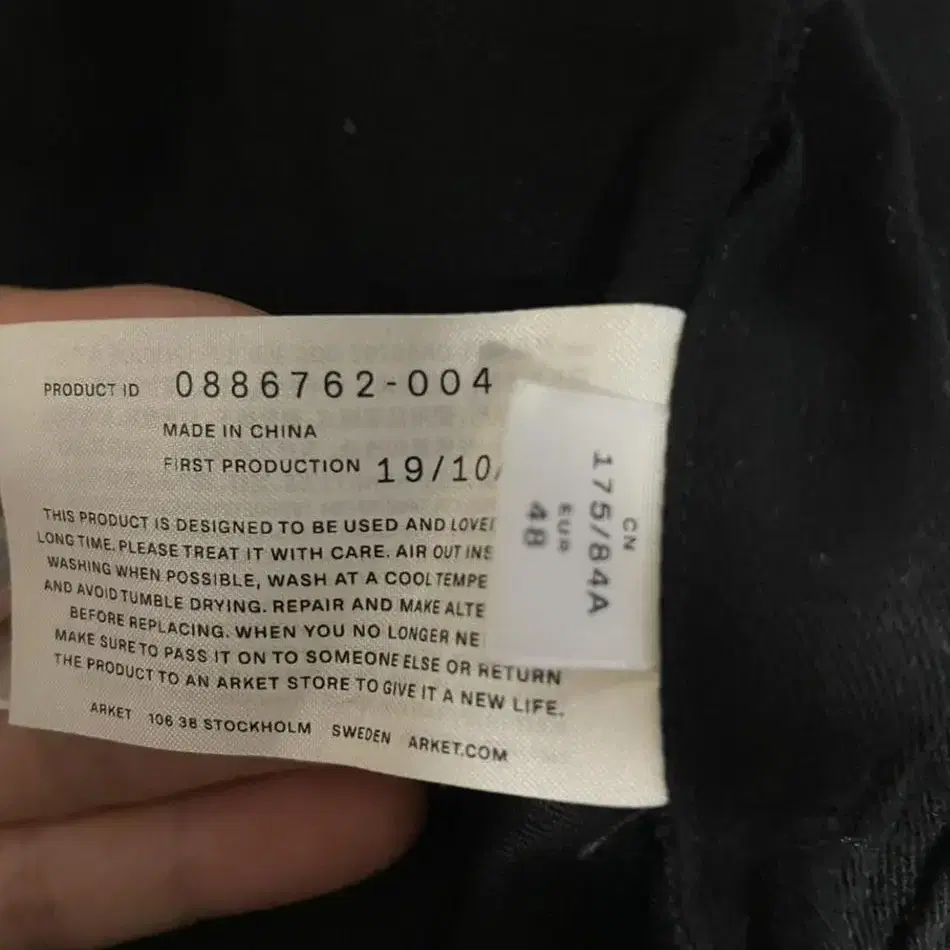 PRODUCT ID 0886762-004
MADE IN CHINA
FIRST PRODUCTION 19/10
THIS PRODUCT IS DESIGNED TO BE USED AND
LONG TIME. PLEASE TREAT IT WITH CARE. AIR OUT
WASHING WHEN POSSIBLE, WASH AT A COOL
AND AVOID TUMBLE DRYING. REPAIR AND MAKE
BEFORE REPLACING. WHEN YOU NO LONGER
MAKE SURE TO PASS IT ON TO SOMEONE ELSE OR RETURN
THE PRODUCT TO AN ARKET STORE TO GIVE IT A NEW LIFE.
ARKET 106 38 STOCKHOLM SWEDEN ARKET.COM
CN
175/84A
EUR
48